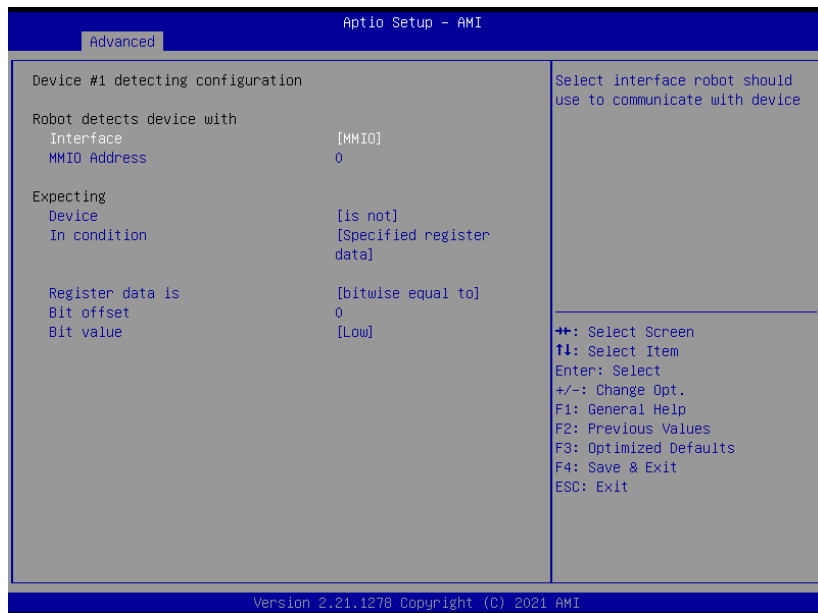 Aptio Setup – AMI
Advanced
Device #1 detecting configuration
Robot detects device with
Interface [MMIO]
MMIO Address 0
Expecting
Device [is not]
In condition [Specified register
data]
Register data is [bitwise equal to]
Bit offset 0
Bit value [Low]
Select interface robot should
use to communicate with device
→←: Select Screen
↑↓: Select Item
Enter: Select
+/-: Change Opt.
F1: General Help
F2: Previous Values
F3: Optimized Defaults
F4: Save & Exit
ESC: Exit
Version 2.21.1278 Copyright (C) 2021 AMI